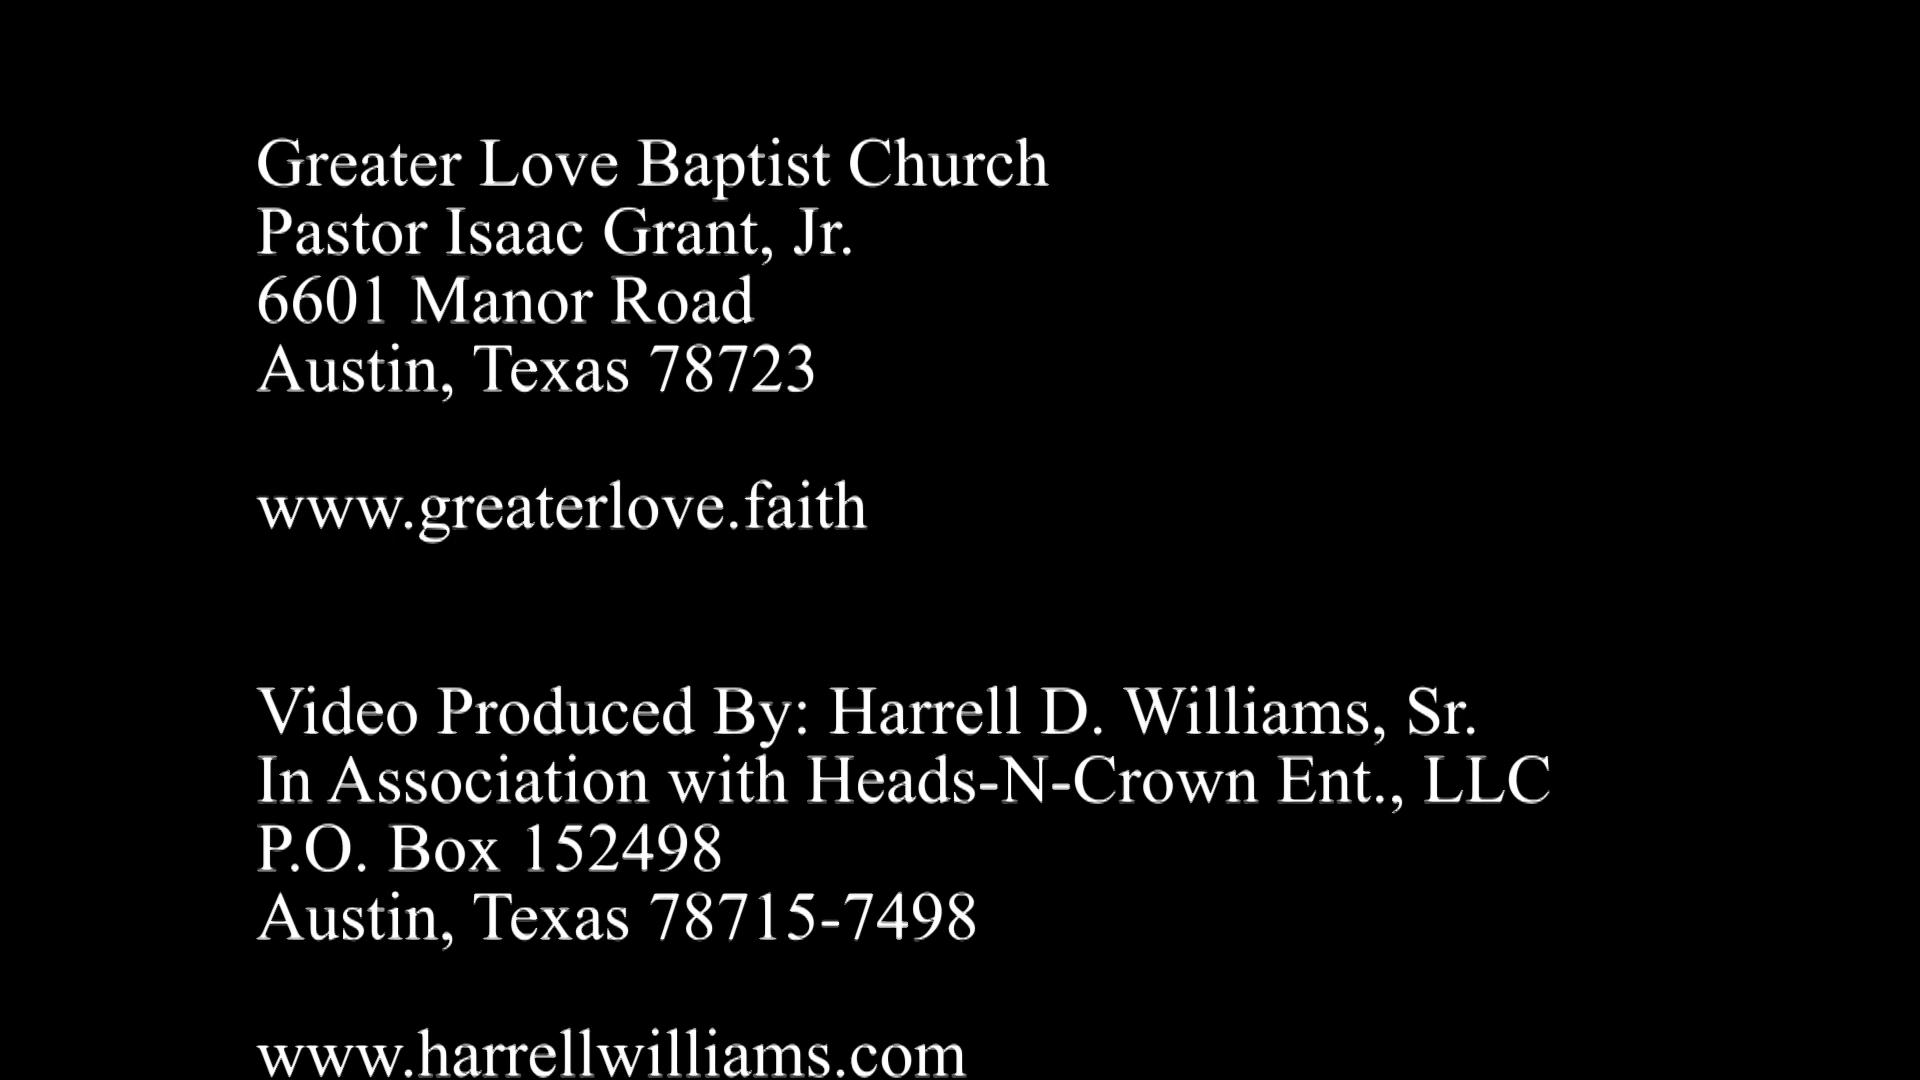 Greater Love Baptist Church
Pastor Isaac Grant, Jr.
6601 Manor Road
Austin, Texas 78723
www.greaterlove.faith
Video Produced By: Harrell D. Williams, Sr.
In Association with Heads-N-Crown Ent., LLC
P.O. Box 152498
Austin, Texas 78715-7498
www.harrellwilliams.com